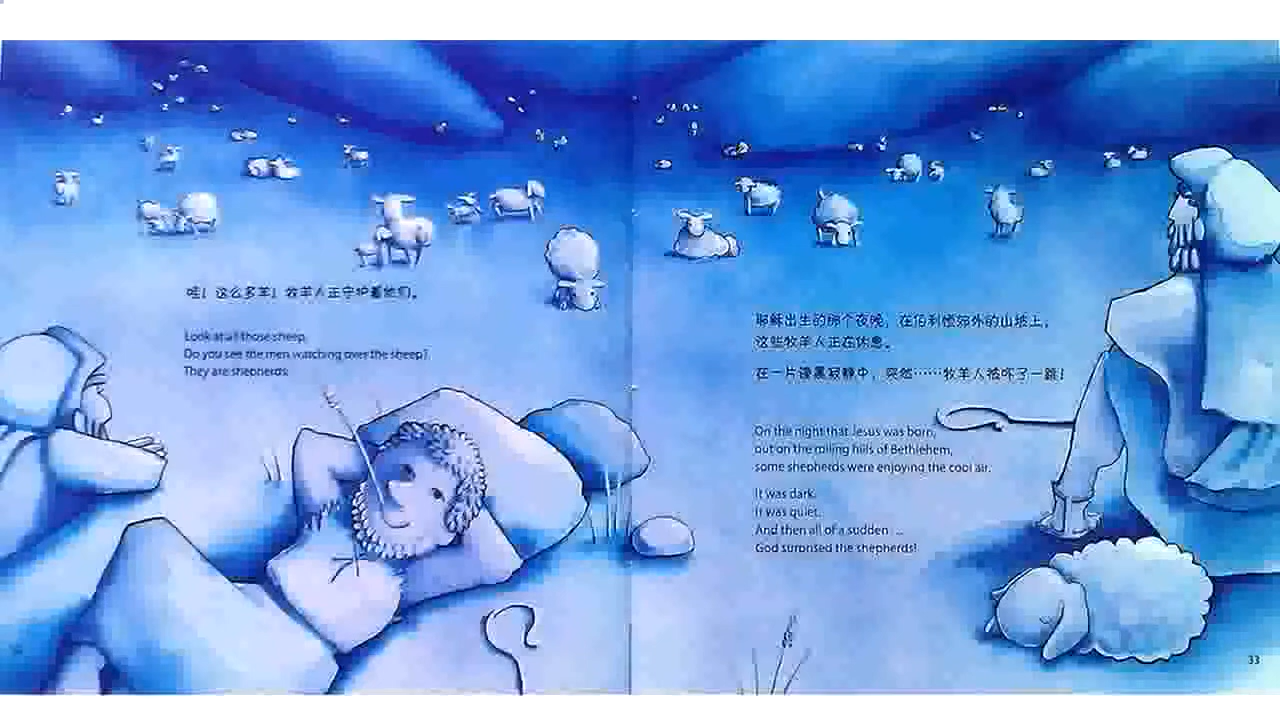 哇！这么多羊！牧羊人正守护着他们。
Look at all those sheep.
Do you see the men watching over the sheep?
They are shepherds.
耶稣出生的那个夜晚，在伯利恒郊外的山坡上，
这些牧羊人正在休息。
在一片漆黑寂静中，突然……牧羊人被吓了一跳！
On the night that Jesus was born,
out on the rolling hills of Bethlehem,
some shepherds were enjoying the cool air.
It was dark.
It was quiet.
And then all of a sudden ...
God surprised the shepherds!
33